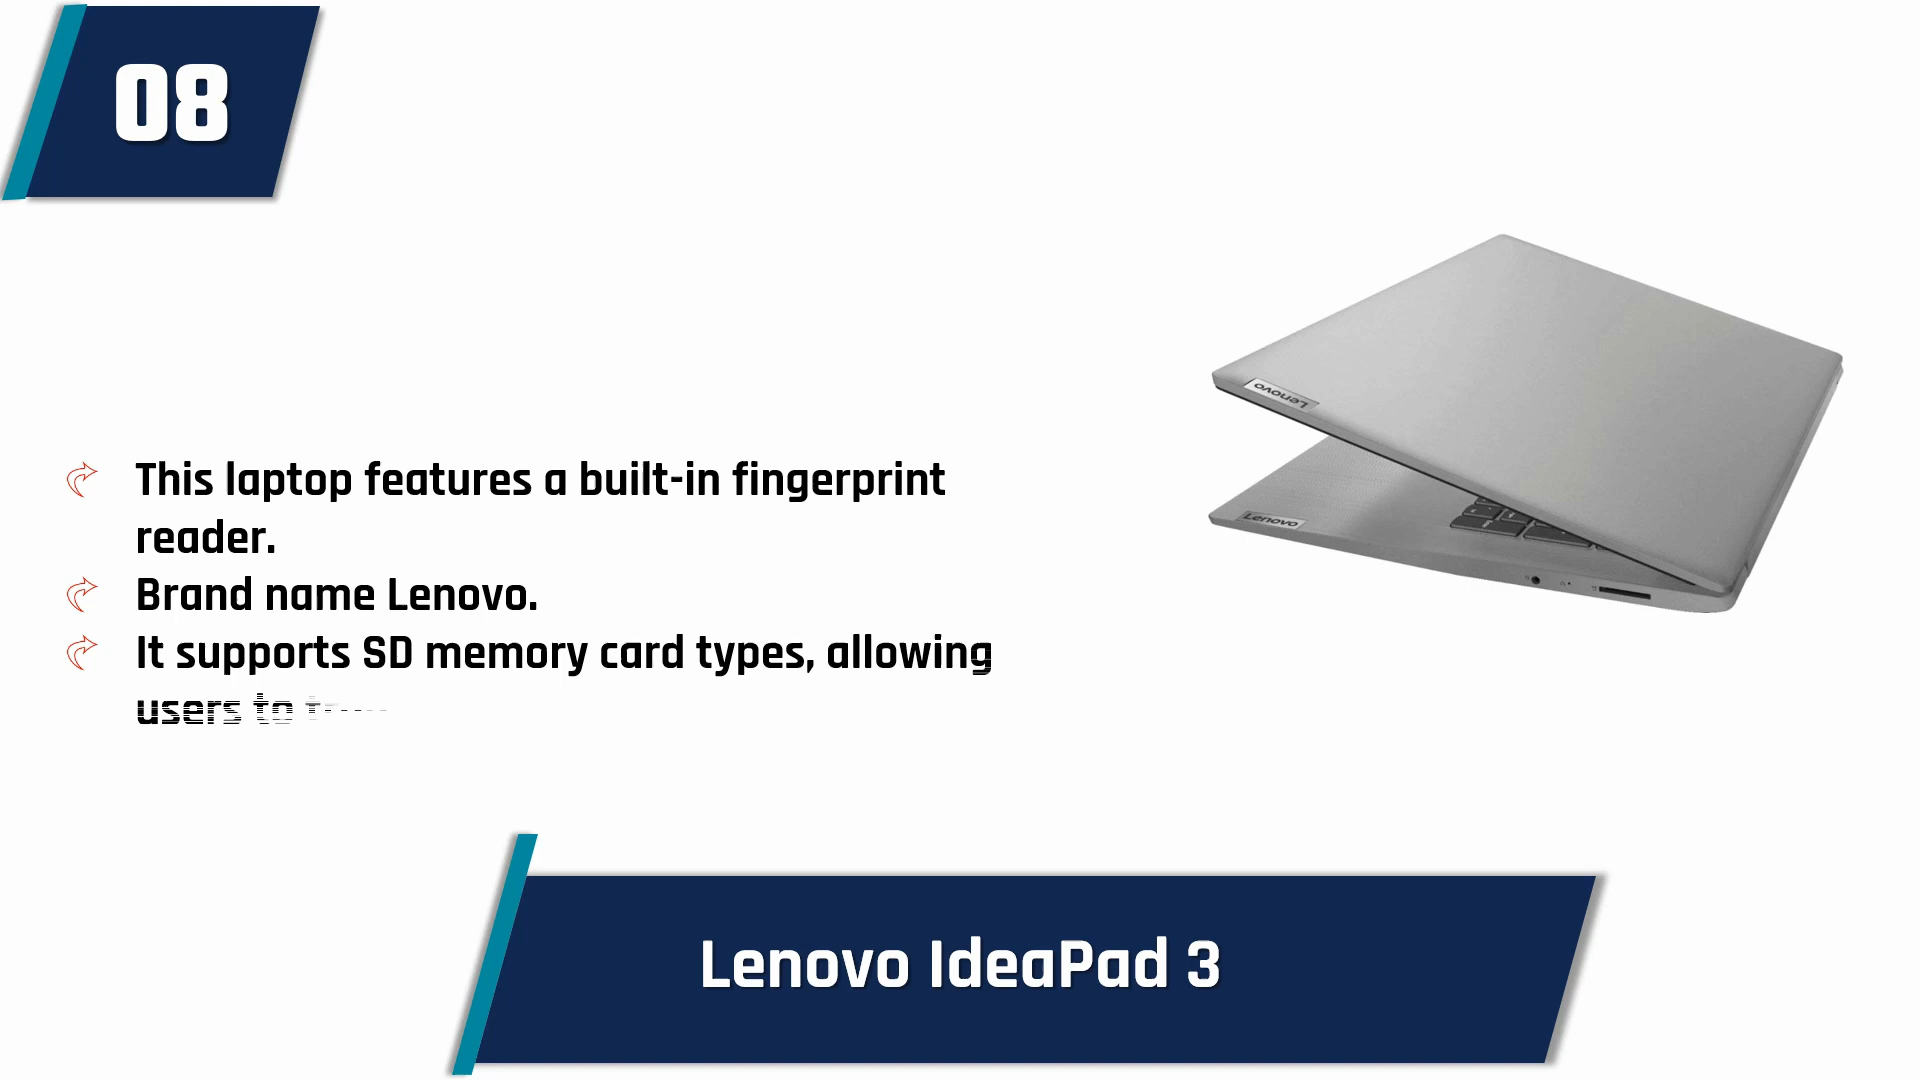 08
Lenovo
Lenovo
This laptop features a built-in fingerprint
reader.
Brand name Lenovo.
It supports SD memory card types, allowing
users to
Lenovo IdeaPad 3